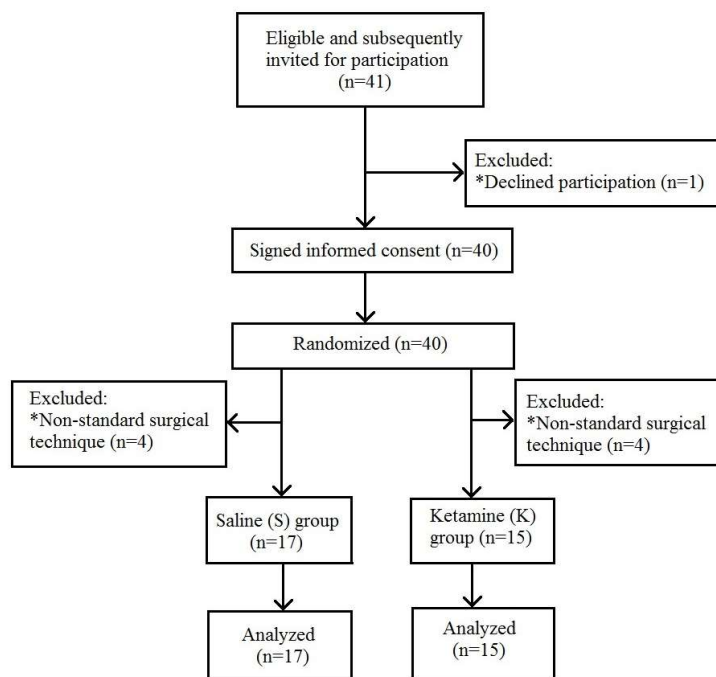 Eligible and subsequently
invited for participation
(n=41)
Excluded:
*Declined participation (n=1)
Signed informed consent (n=40)
Randomized (n=40)
Excluded:
*Non-standard surgical
technique (n=4)
Excluded:
*Non-standard surgical
technique (n=4)
Saline (S) group
(n=17)
Ketamine (K)
group (n=15)
Analyzed
(n=17)
Analyzed
(n=15)